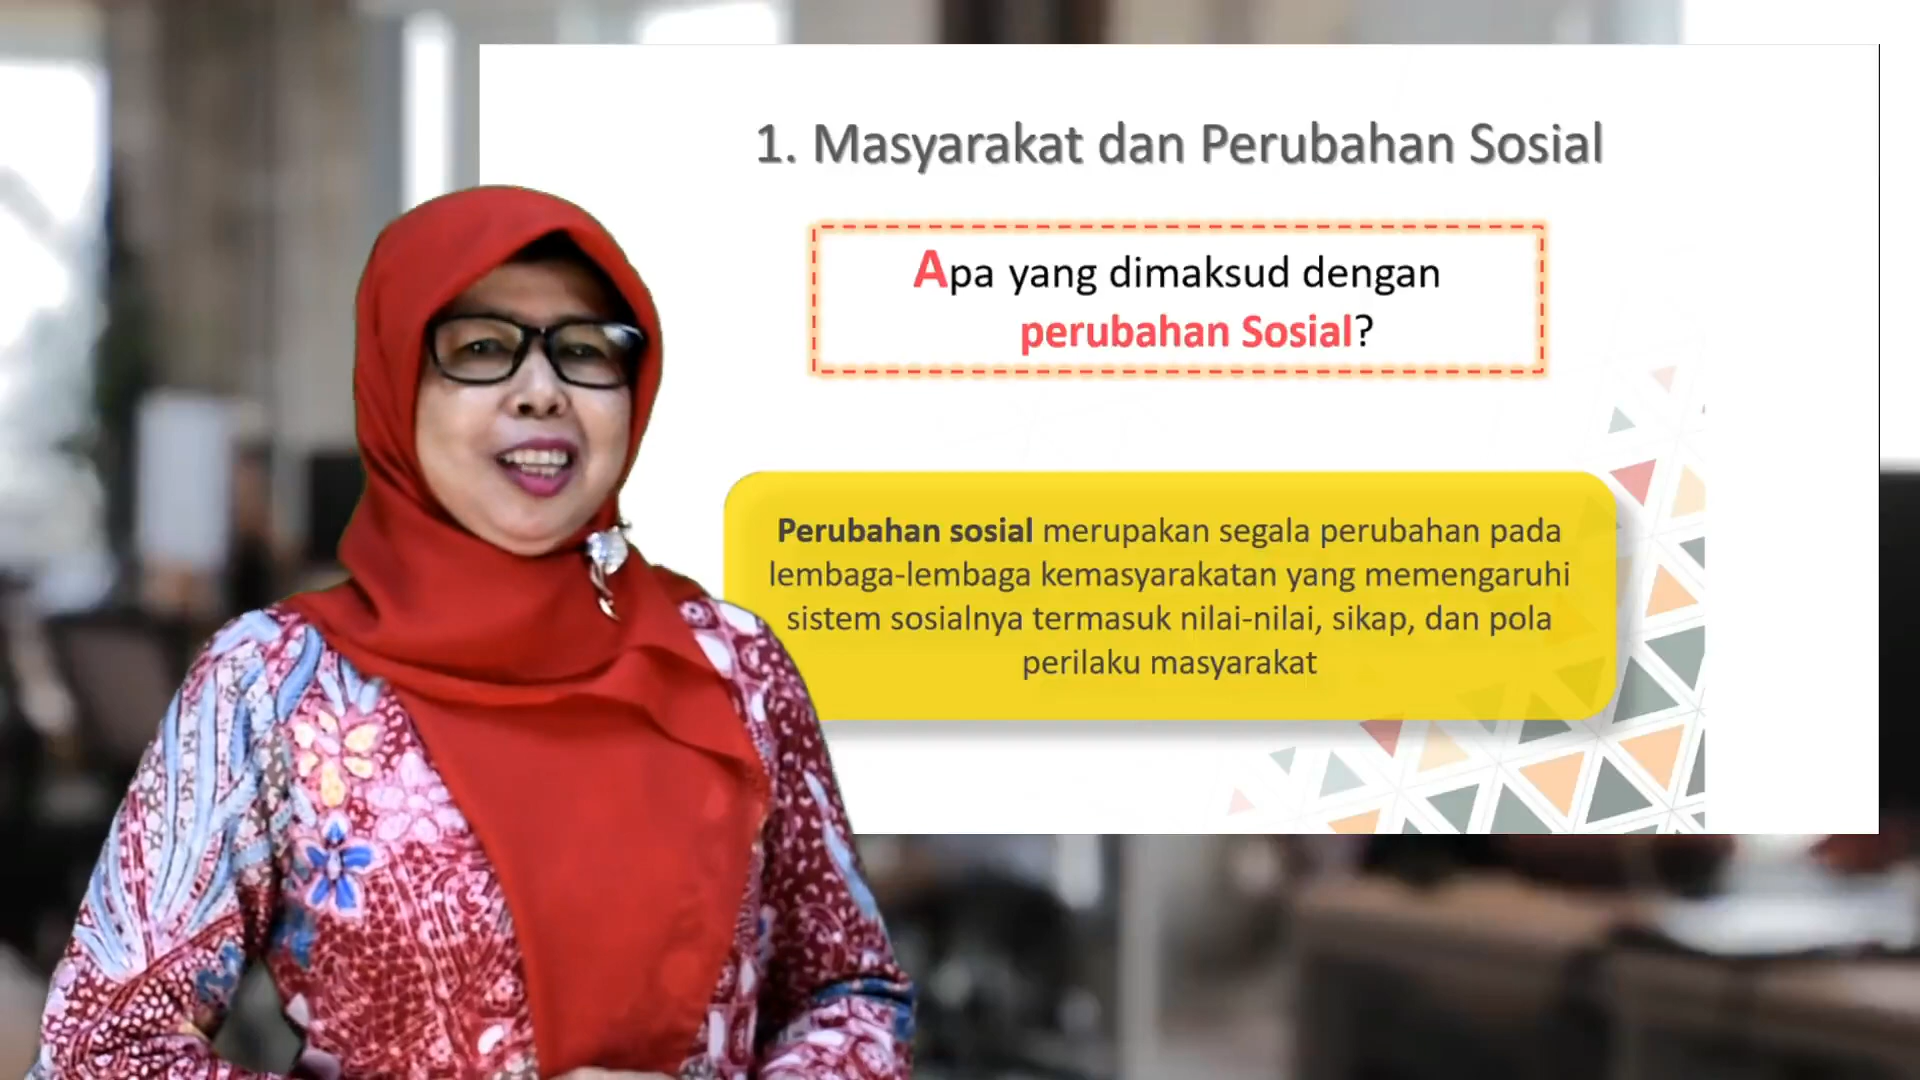 1. Masyarakat dan Perubahan Sosial
Apa yang dimaksud dengan
perubahan Sosial?
Perubahan sosial merupakan segala perubahan pada
lembaga-lembaga kemasyarakatan yang memengaruhi
sistem sosialnya termasuk nilai-nilai, sikap, dan pola
perilaku masyarakat